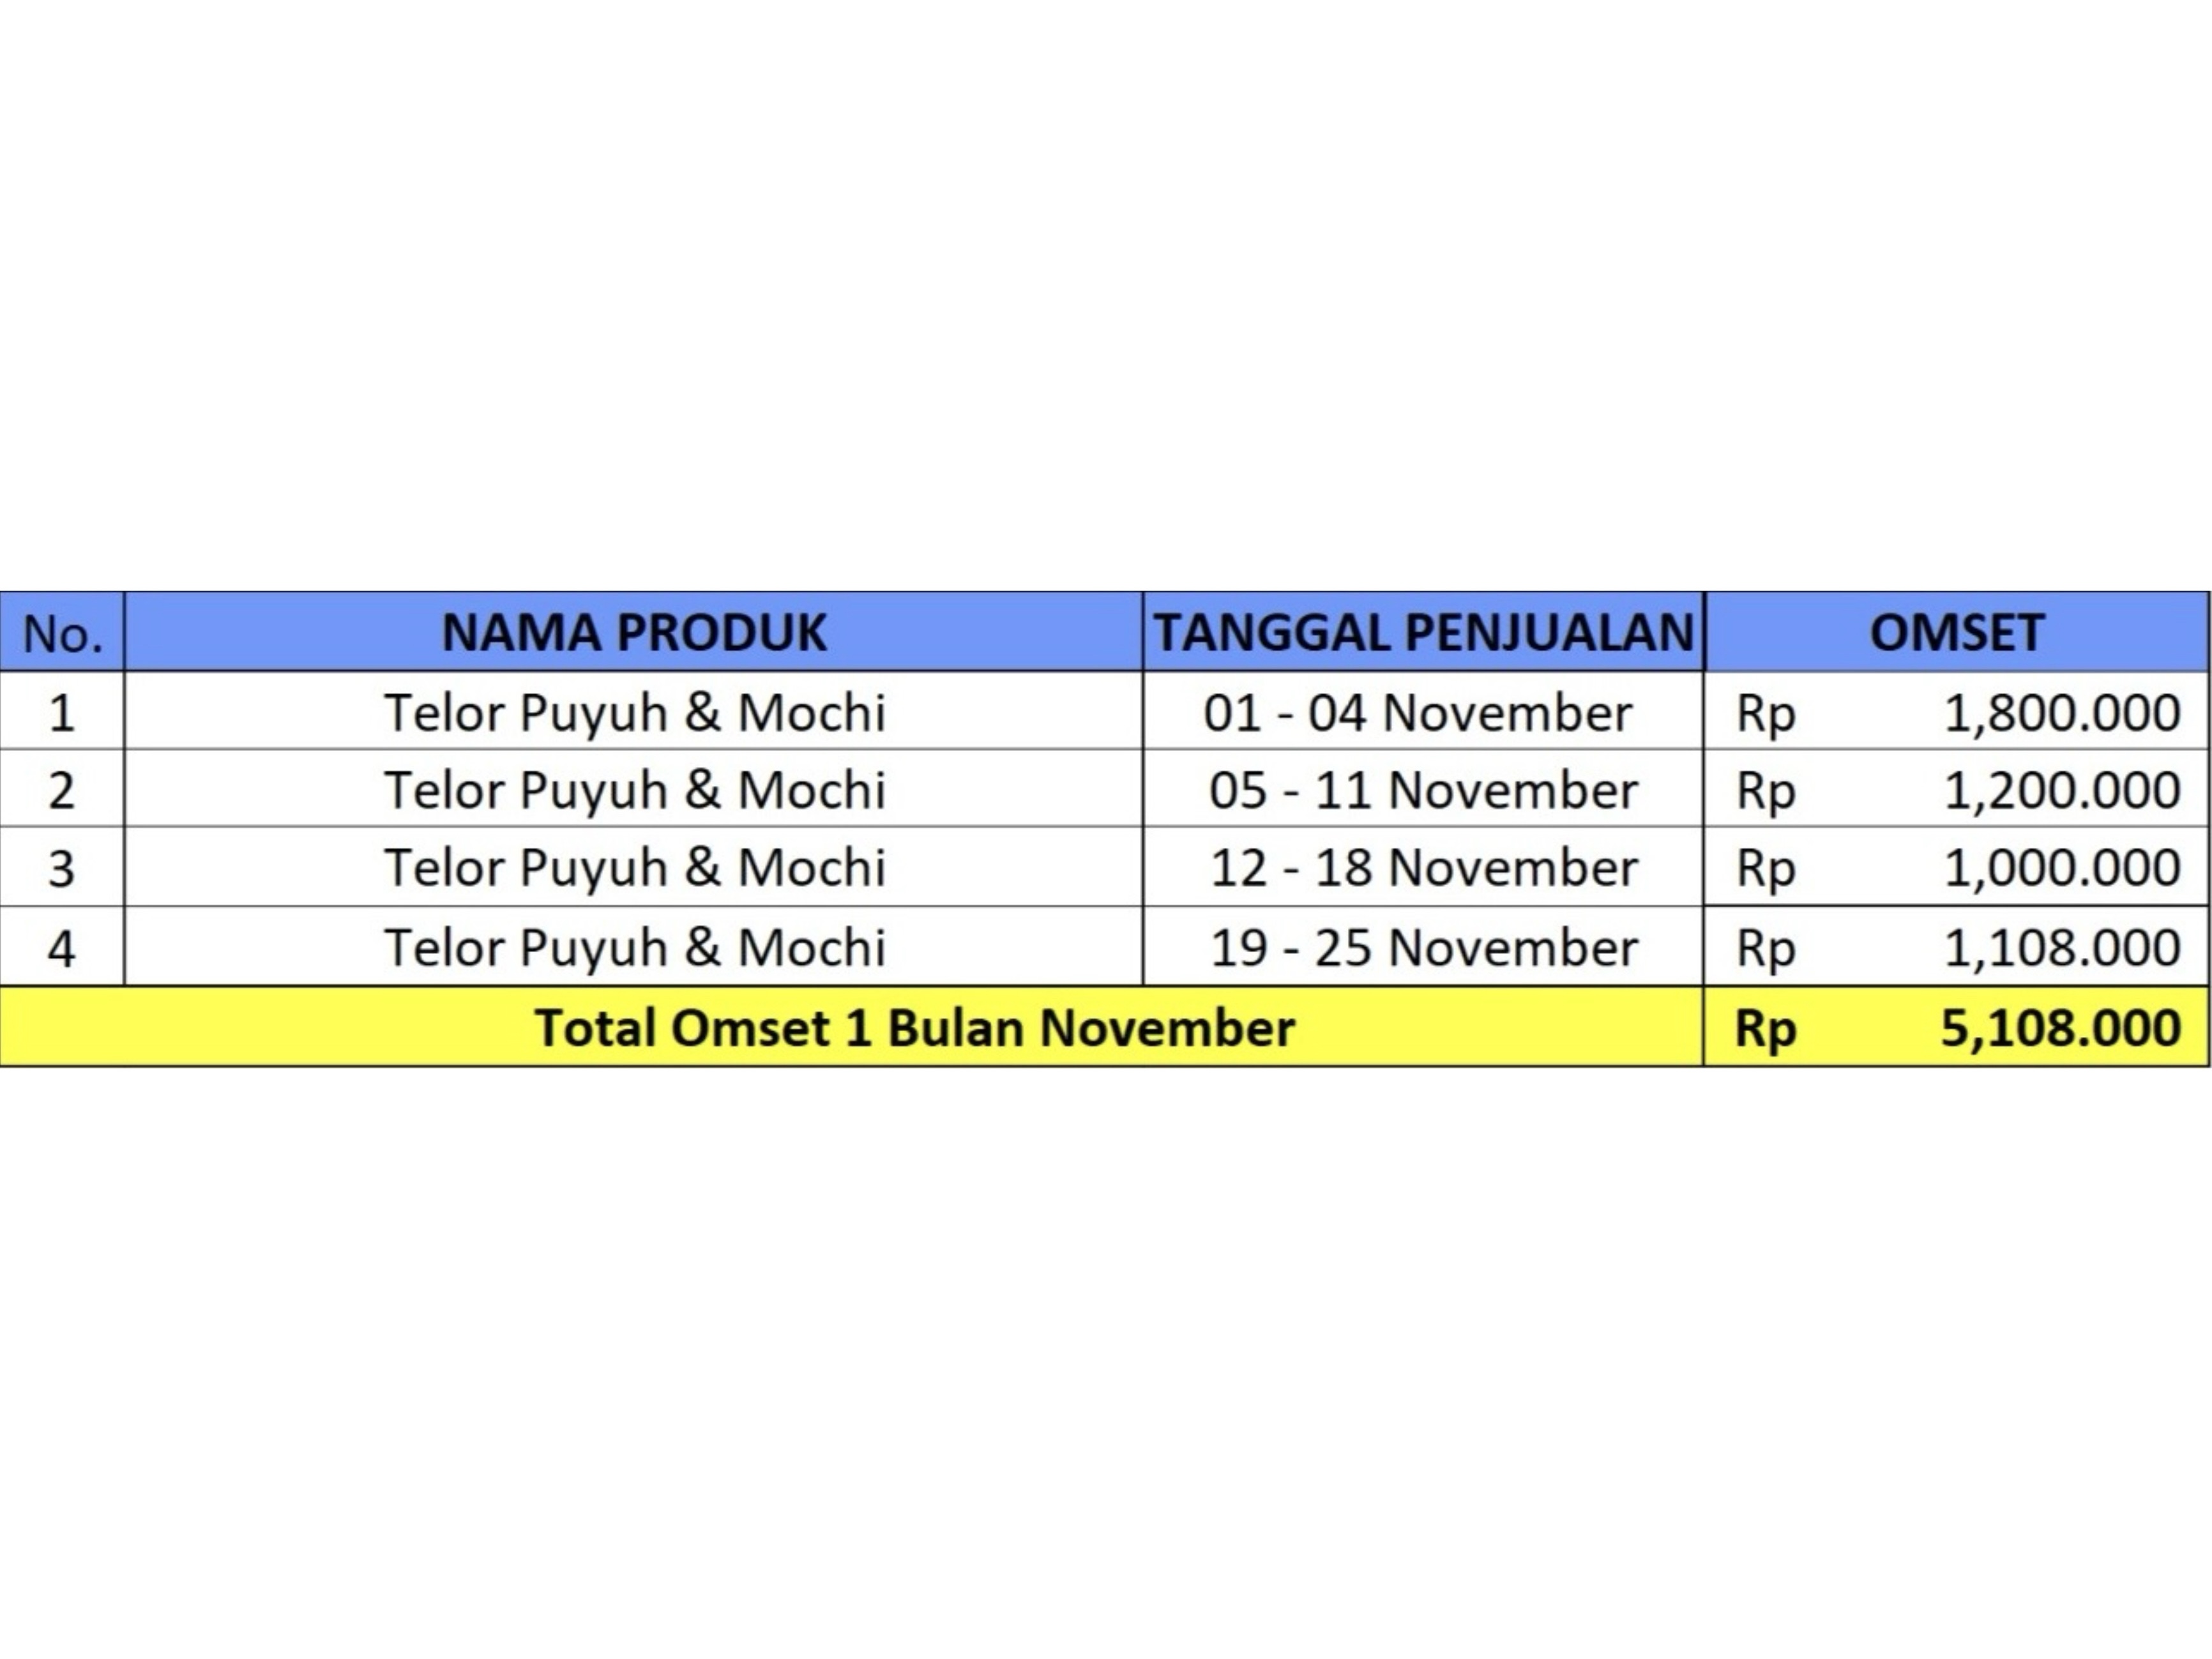 No. NAMA PRODUK TANGGAL PENJUALAN OMSET
1 Telor Puyuh & Mochi 01 - 04 November Rp 1,800.000
2 Telor Puyuh & Mochi 05 - 11 November Rp 1,200.000
3 Telor Puyuh & Mochi 12 - 18 November Rp 1,000.000
4 Telor Puyuh & Mochi 19 - 25 November Rp 1,108.000
Total Omset 1 Bulan November Rp 5,108.000